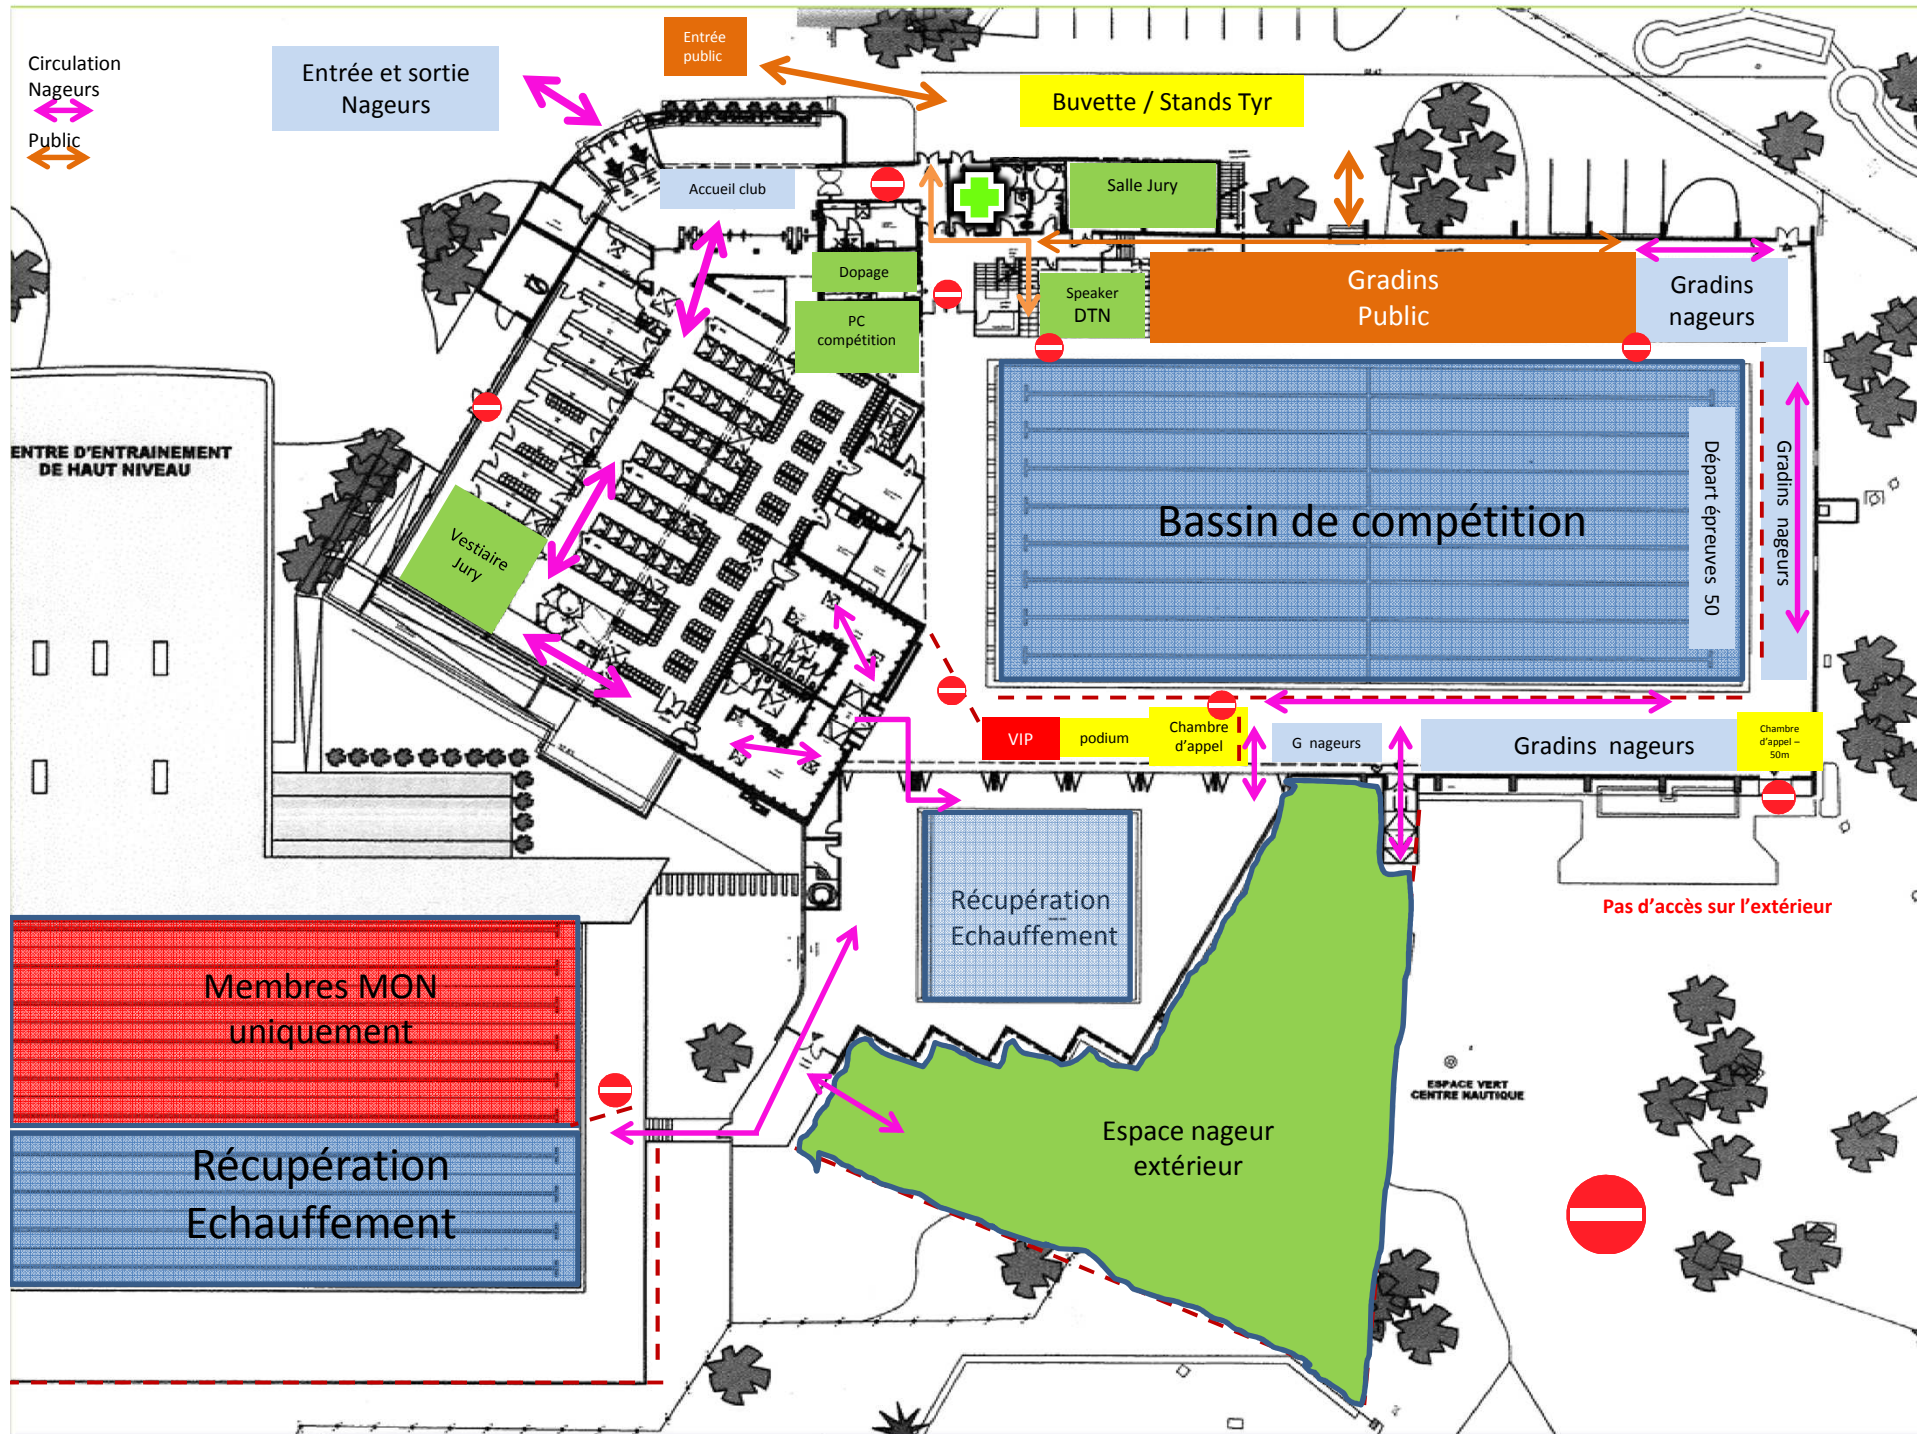 Circulation
Nageurs
Public
Entrée et sortie
Nageurs
Entrée
public
Buvette / Stands Tyr
Accueil club
Salle Jury
Dopage
PC
compétition
Speaker
DTN
Gradins
Public
Gradins
nageurs
ENTRE D'ENTRAINEMENT
DE HAUT NIVEAU
Vestiaire
Jury
Bassin de compétition
Départ épreuves 50
Gradins nageurs
VIP
podium
Chambre
d'appel
G nageurs
Gradins nageurs
Chambre
d'appel –
50m
Récupération
Echauffement
Pas d'accès sur l'extérieur
Membres MON
uniquement
Récupération
Echauffement
Espace nageur
extérieur
ESPACE VERT
CENTRE NAUTIQUE